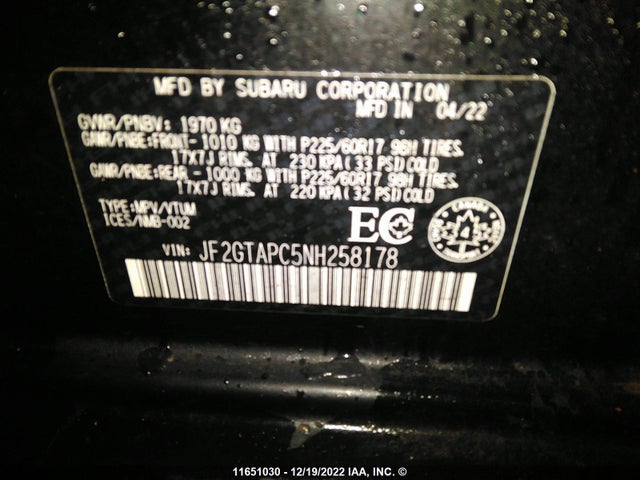 MFD BY SUBARU CORPORATION
MFD IN 04/22
GVWR/PNBV: 1970 KG
GAWR/PNBE:FRONT- 1010 KG WITH P225/60R17 98H TIRES.
17X7J RIMS. AT 230 KPA( 33 PSI) COLD
GAWR/PNBE:REAR- 1000 KG WITH P225/60R17 98H TIRES.
17X7J RIMS. AT 220 KPA( 32 PSI) COLD
TYPE:MPV/VTUM
ICES/NMB-002
EC
CANADA
VIN: JF2GTAPC5NH258178
11651030 - 12/19/2022 IAA, INC. ©